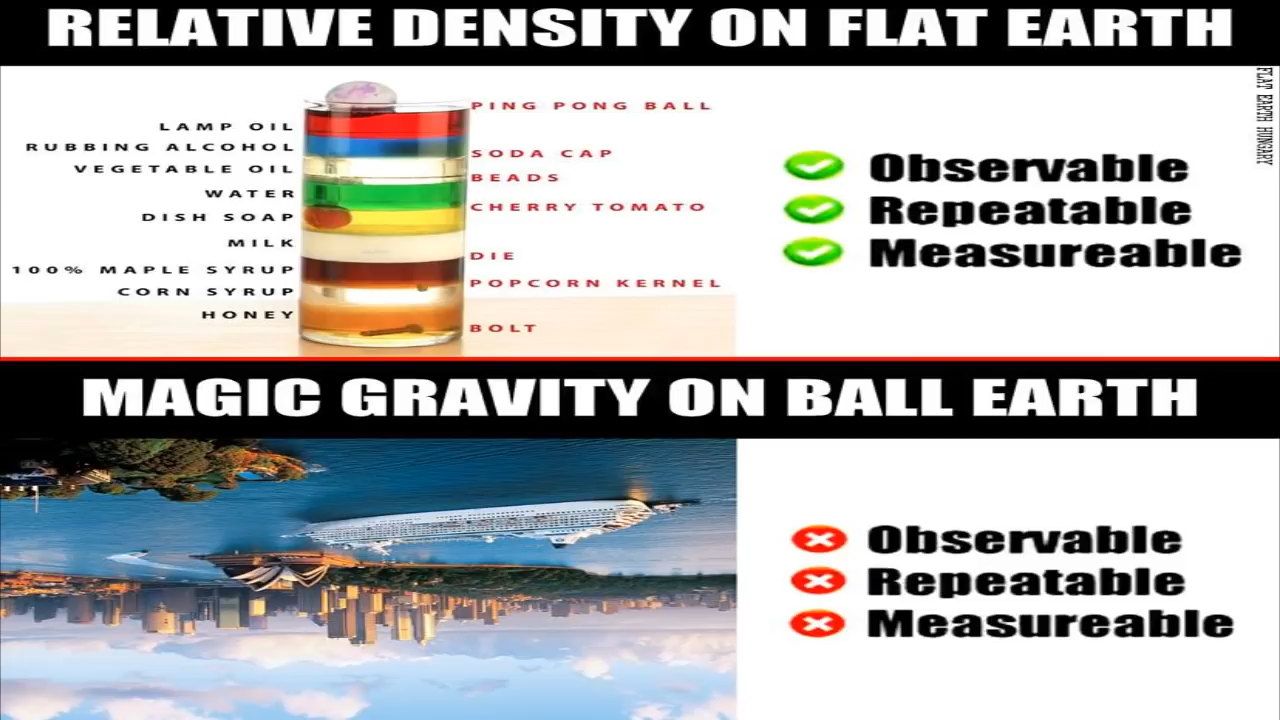 RELATIVE DENSITY ON FLAT EARTH
FLAT EARTH HUNGARY
PING PONG BALL
LAMP OIL
RUBBING ALCOHOL
SODA CAP
VEGETABLE OIL
BEADS
WATER
CHERRY TOMATO
DISH SOAP
MILK
DIE
100% MAPLE SYRUP
POPCORN KERNEL
CORN SYRUP
HONEY
BOLT
Observable
Repeatable
Measureable
MAGIC GRAVITY ON BALL EARTH
Observable
Repeatable
Measureable